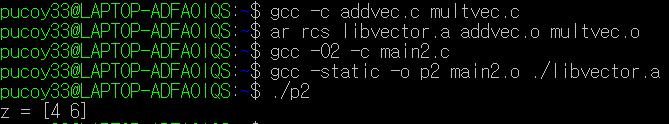 pucoy33@LAPTOP-ADFA0IQS:~$ gcc -c addvec.c multvec.c
pucoy33@LAPTOP-ADFA0IQS:~$ ar rcs libvector.a addvec.o multvec.o
pucoy33@LAPTOP-ADFA0IQS:~$ gcc -O2 -c main2.c
pucoy33@LAPTOP-ADFA0IQS:~$ gcc -static -o p2 main2.o ./libvector.a
pucoy33@LAPTOP-ADFA0IQS:~$ ./p2
z = [4 6]